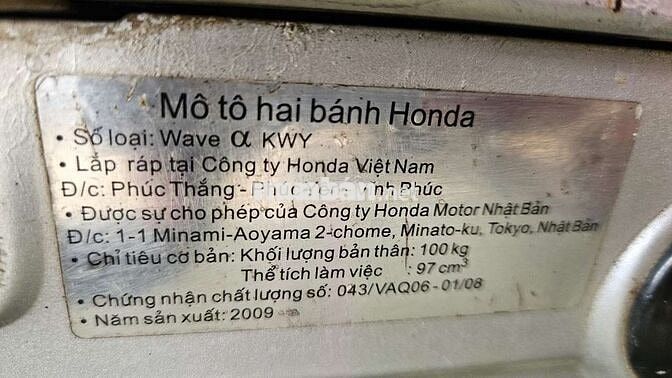 Mô tô hai bánh Honda
• Số loại: Wave α KWY
• Lắp ráp tại Công ty Honda Việt Nam
Đ/c: Phúc Thắng - Phúc Vĩnh Phúc
• Được sự cho phép của Công ty Honda Motor Nhật Bản
Đ/c: 1-1 Minami-Aoyama 2-chome, Minato-ku, Tokyo, Nhật Bản
• Chỉ tiêu cơ bản: Khối lượng bản thân: 100 kg
Thể tích làm việc : 97 cm³
• Chứng nhận chất lượng số: 043/VAQ06 - 01/08
• Năm sản xuất: 2009